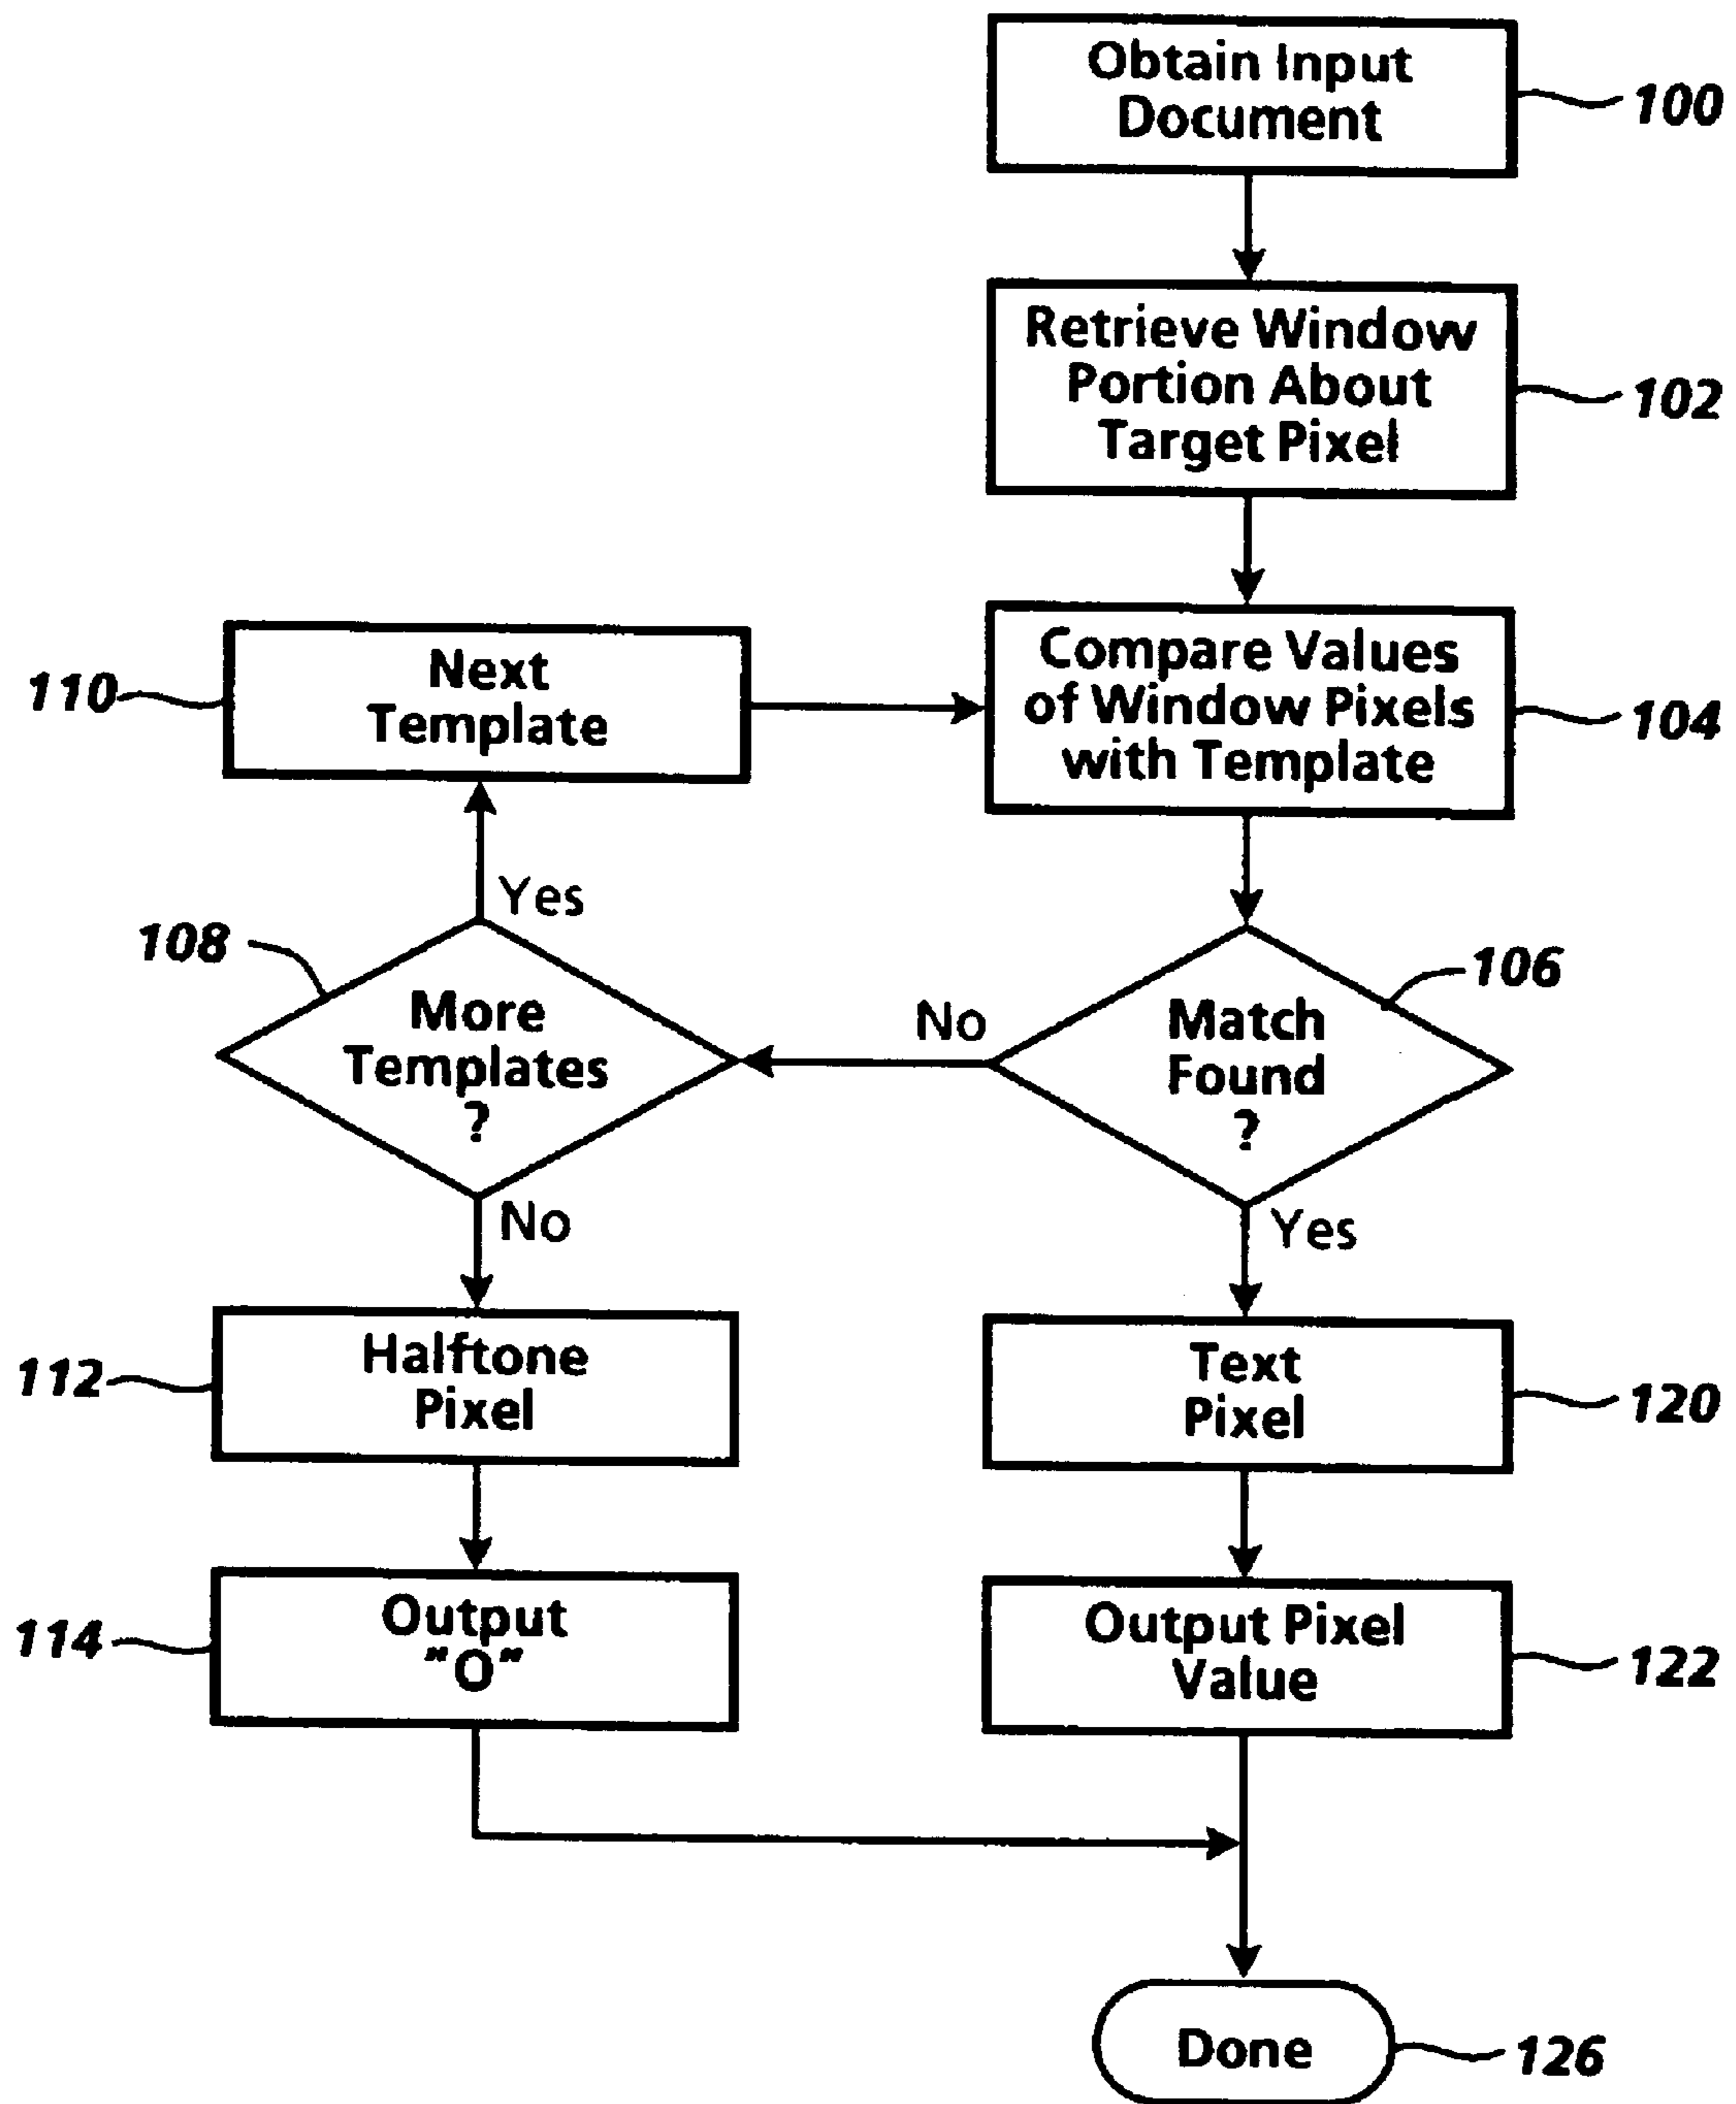 Obtain Input
Document
100
Retrieve Window
Portion About
Target Pixel
102
Compare Values
of Window Pixels
with Template
104
Next
Template
110
Yes
108
More
Templates
?
No
Match
Found
?
106
No
Yes
Halftone
Pixel
112
Text
Pixel
120
Output
"O"
114
Output Pixel
Value
122
Done
126